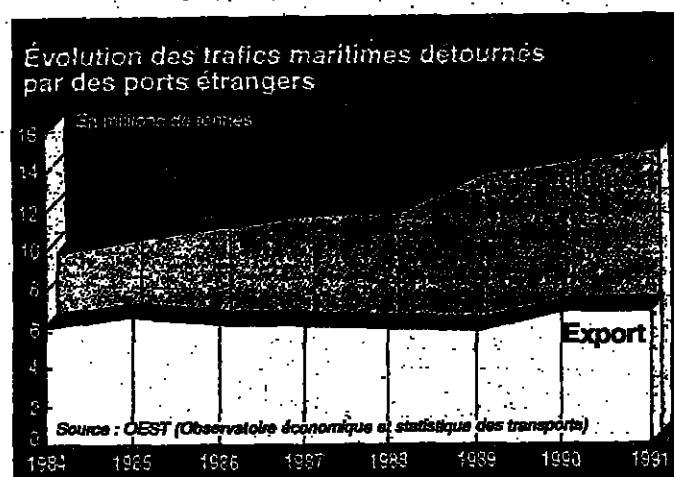 Évolution des trafics maritimes détournés
par des ports étrangers
En millions de tonnes
16
14
12
10
8
6
4
2
0
Export
Source : OEST (Observatoire économique et statistique des transports)
1984 1985 1986 1987 1988 1989 1990 1991